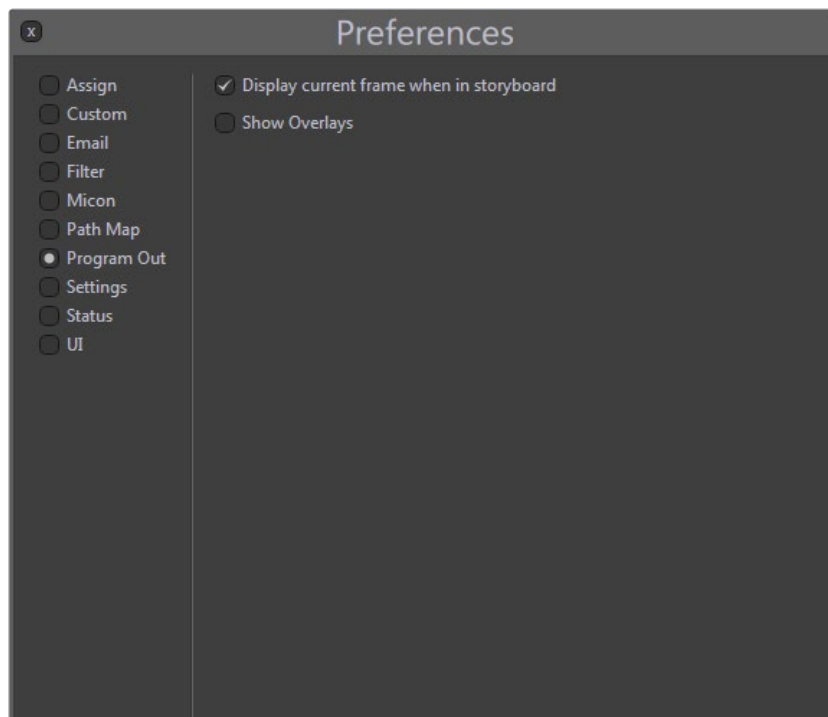 x
Preferences
Assign
Custom
Email
Filter
Micon
Path Map
Program Out
Settings
Status
UI
Display current frame when in storyboard
Show Overlays